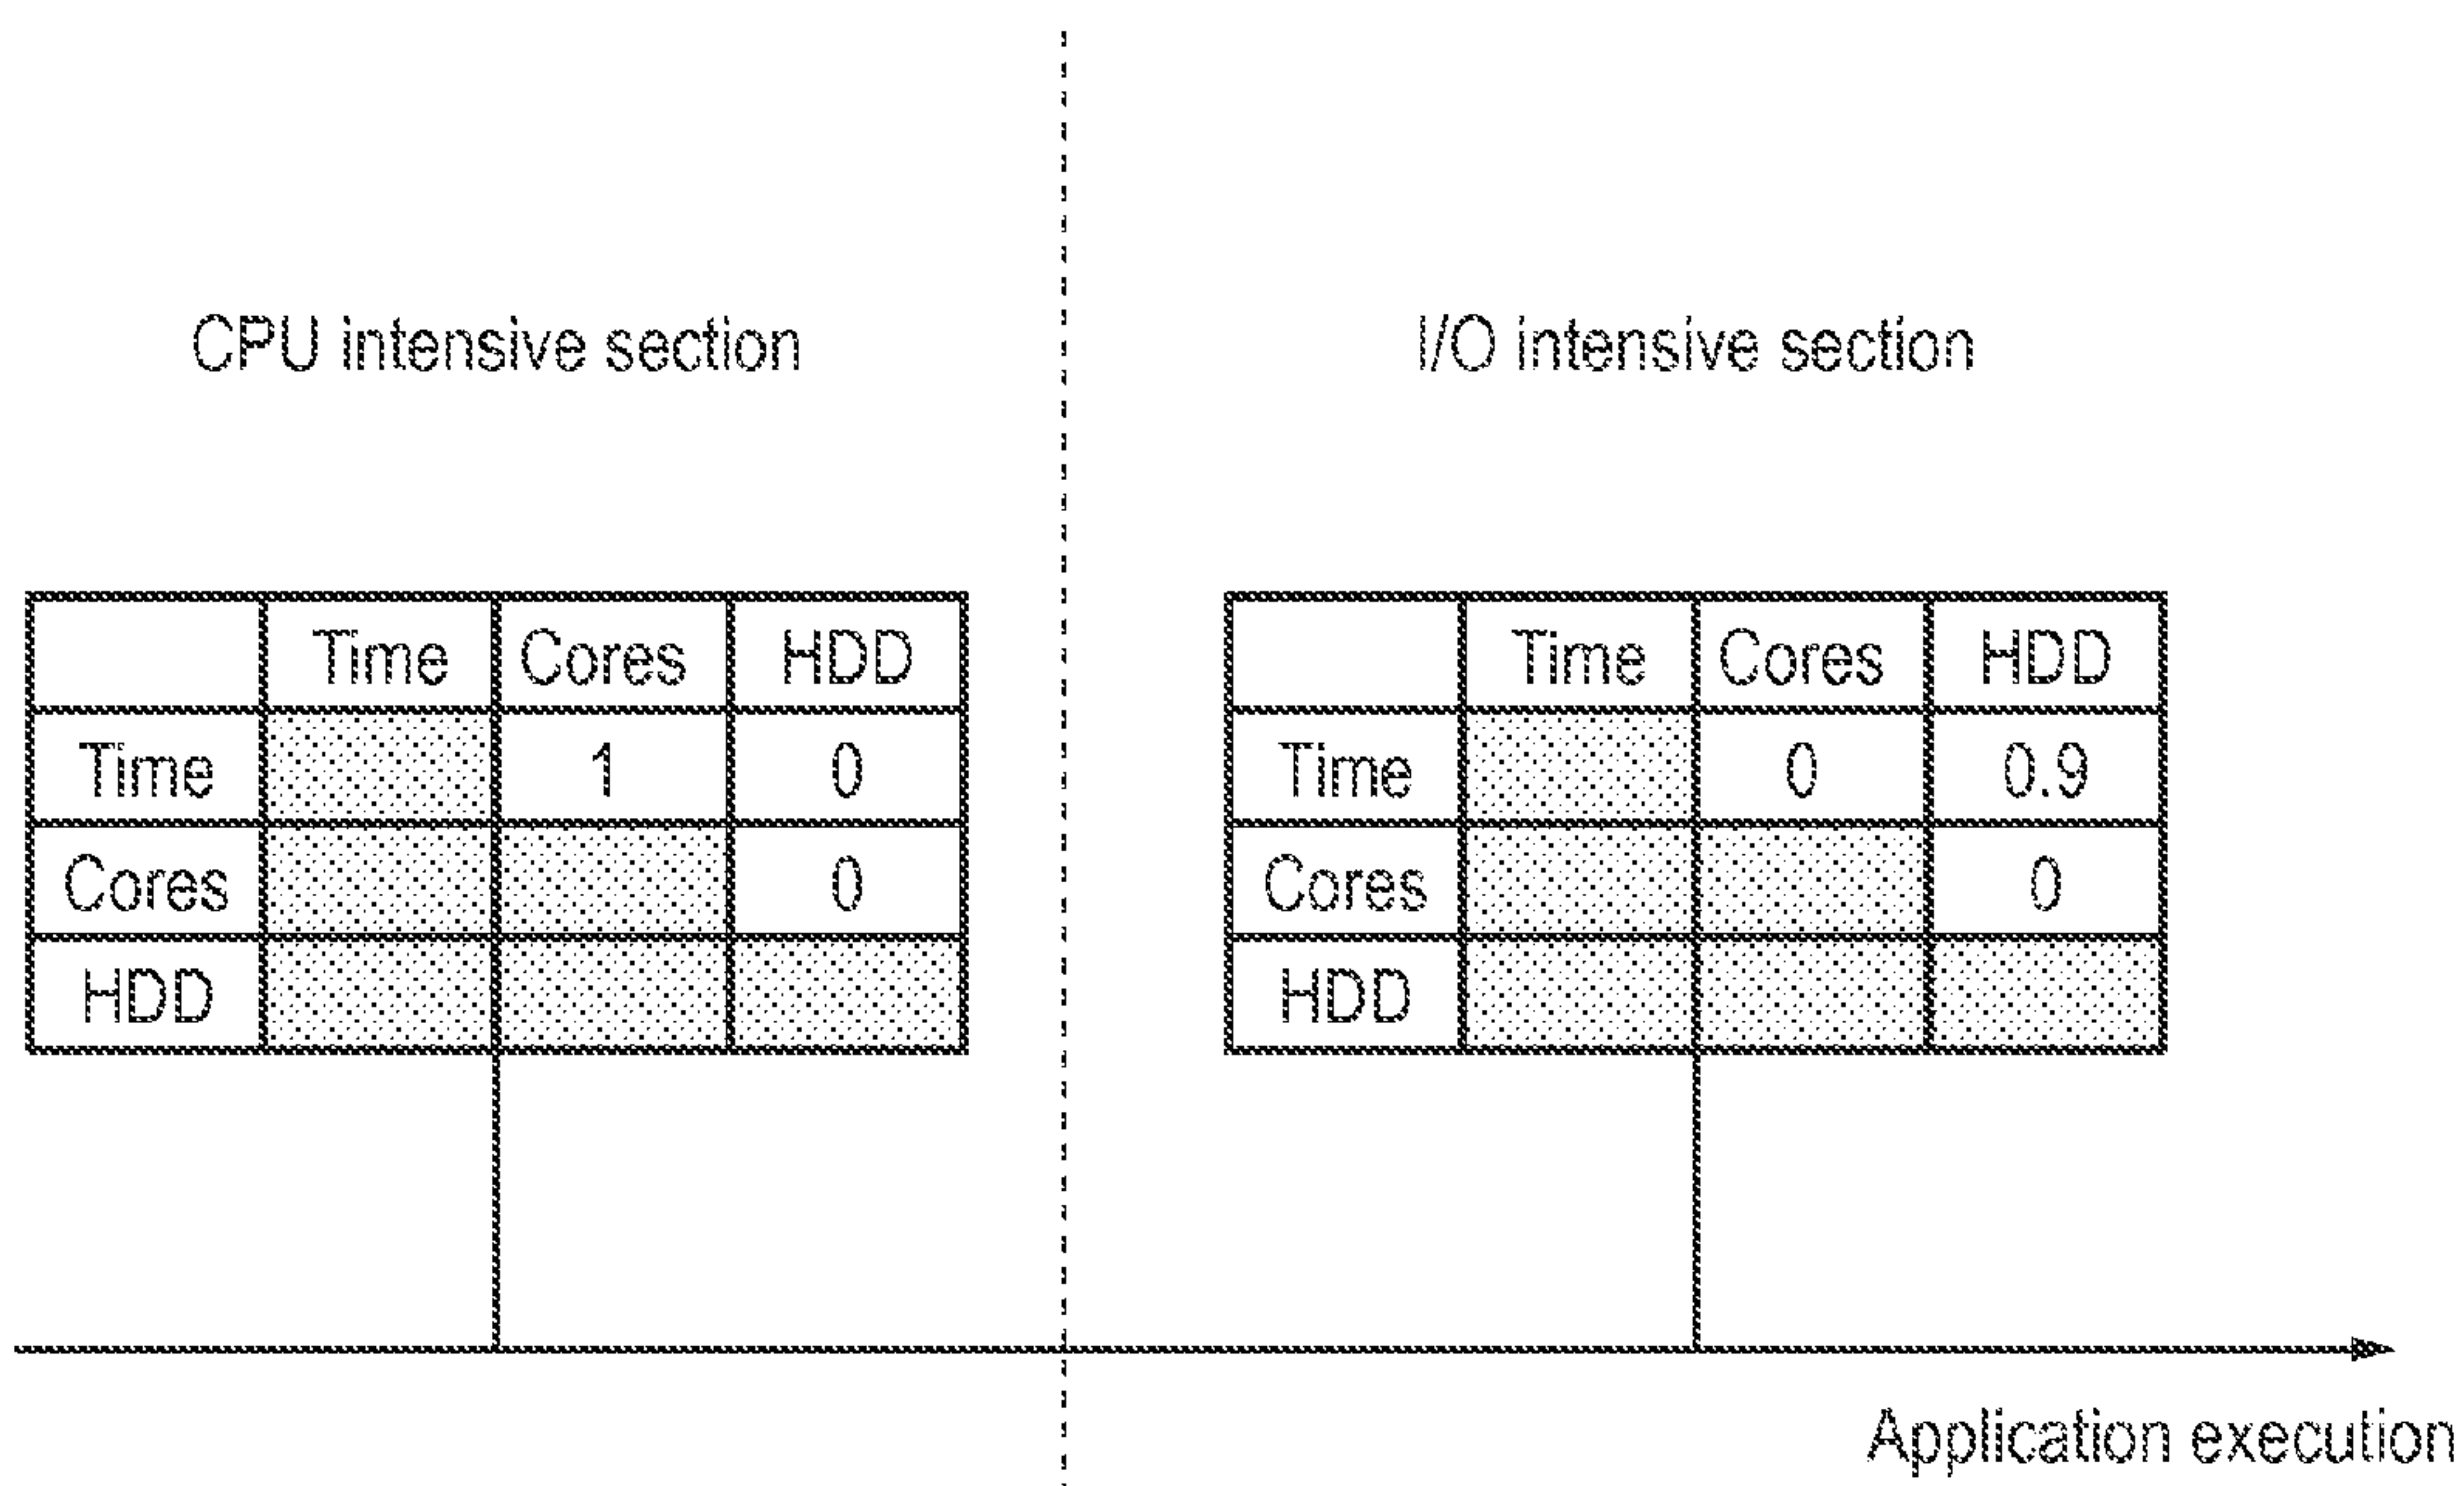 CPU intensive section
I/O intensive section
Time Cores HDD
Time 1 0
Cores 0
HDD
Time Cores HDD
Time 0 0.9
Cores 0
HDD
Application execution